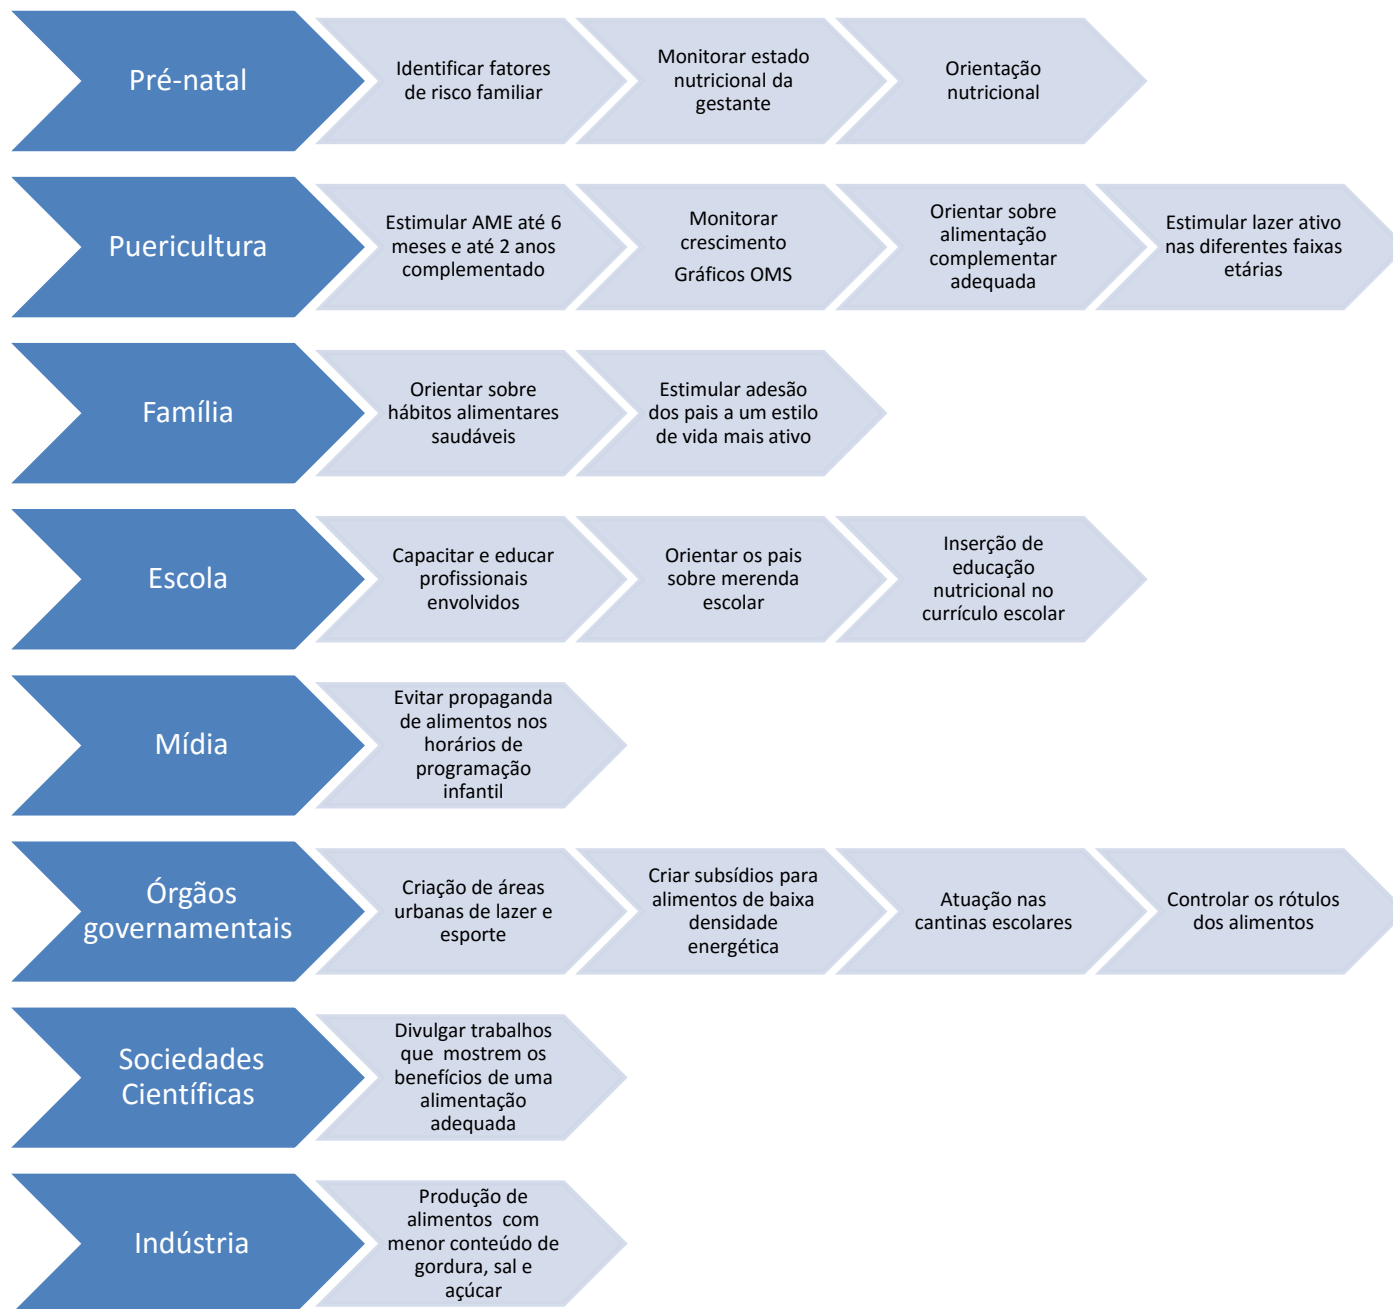 Pré-natal
Identificar fatores
de risco familiar
Monitorar estado
nutricional da
gestante
Orientação
nutricional
Puericultura
Estimular AME até 6
meses e até 2 anos
complementado
Monitorar
crescimento
Gráficos OMS
Orientar sobre
alimentação
complementar
adequada
Estimular lazer ativo
nas diferentes faixas
etárias
Família
Orientar sobre
hábitos alimentares
saudáveis
Estimular adesão
dos pais a um estilo
de vida mais ativo
Escola
Capacitar e educar
profissionais
envolvidos
Orientar os pais
sobre merenda
escolar
Inserção de
educação
nutricional no
currículo escolar
Mídia
Evitar propaganda
de alimentos nos
horários de
programação
infantil
Órgãos
governamentais
Criação de áreas
urbanas de lazer e
esporte
Criar subsídios para
alimentos de baixa
densidade
energética
Atuação nas
cantinas escolares
Controlar os rótulos
dos alimentos
Sociedades
Científicas
Divulgar trabalhos
que mostrem os
benefícios de uma
alimentação
adequada
Indústria
Produção de
alimentos com
menor conteúdo de
gordura, sal e
açúcar